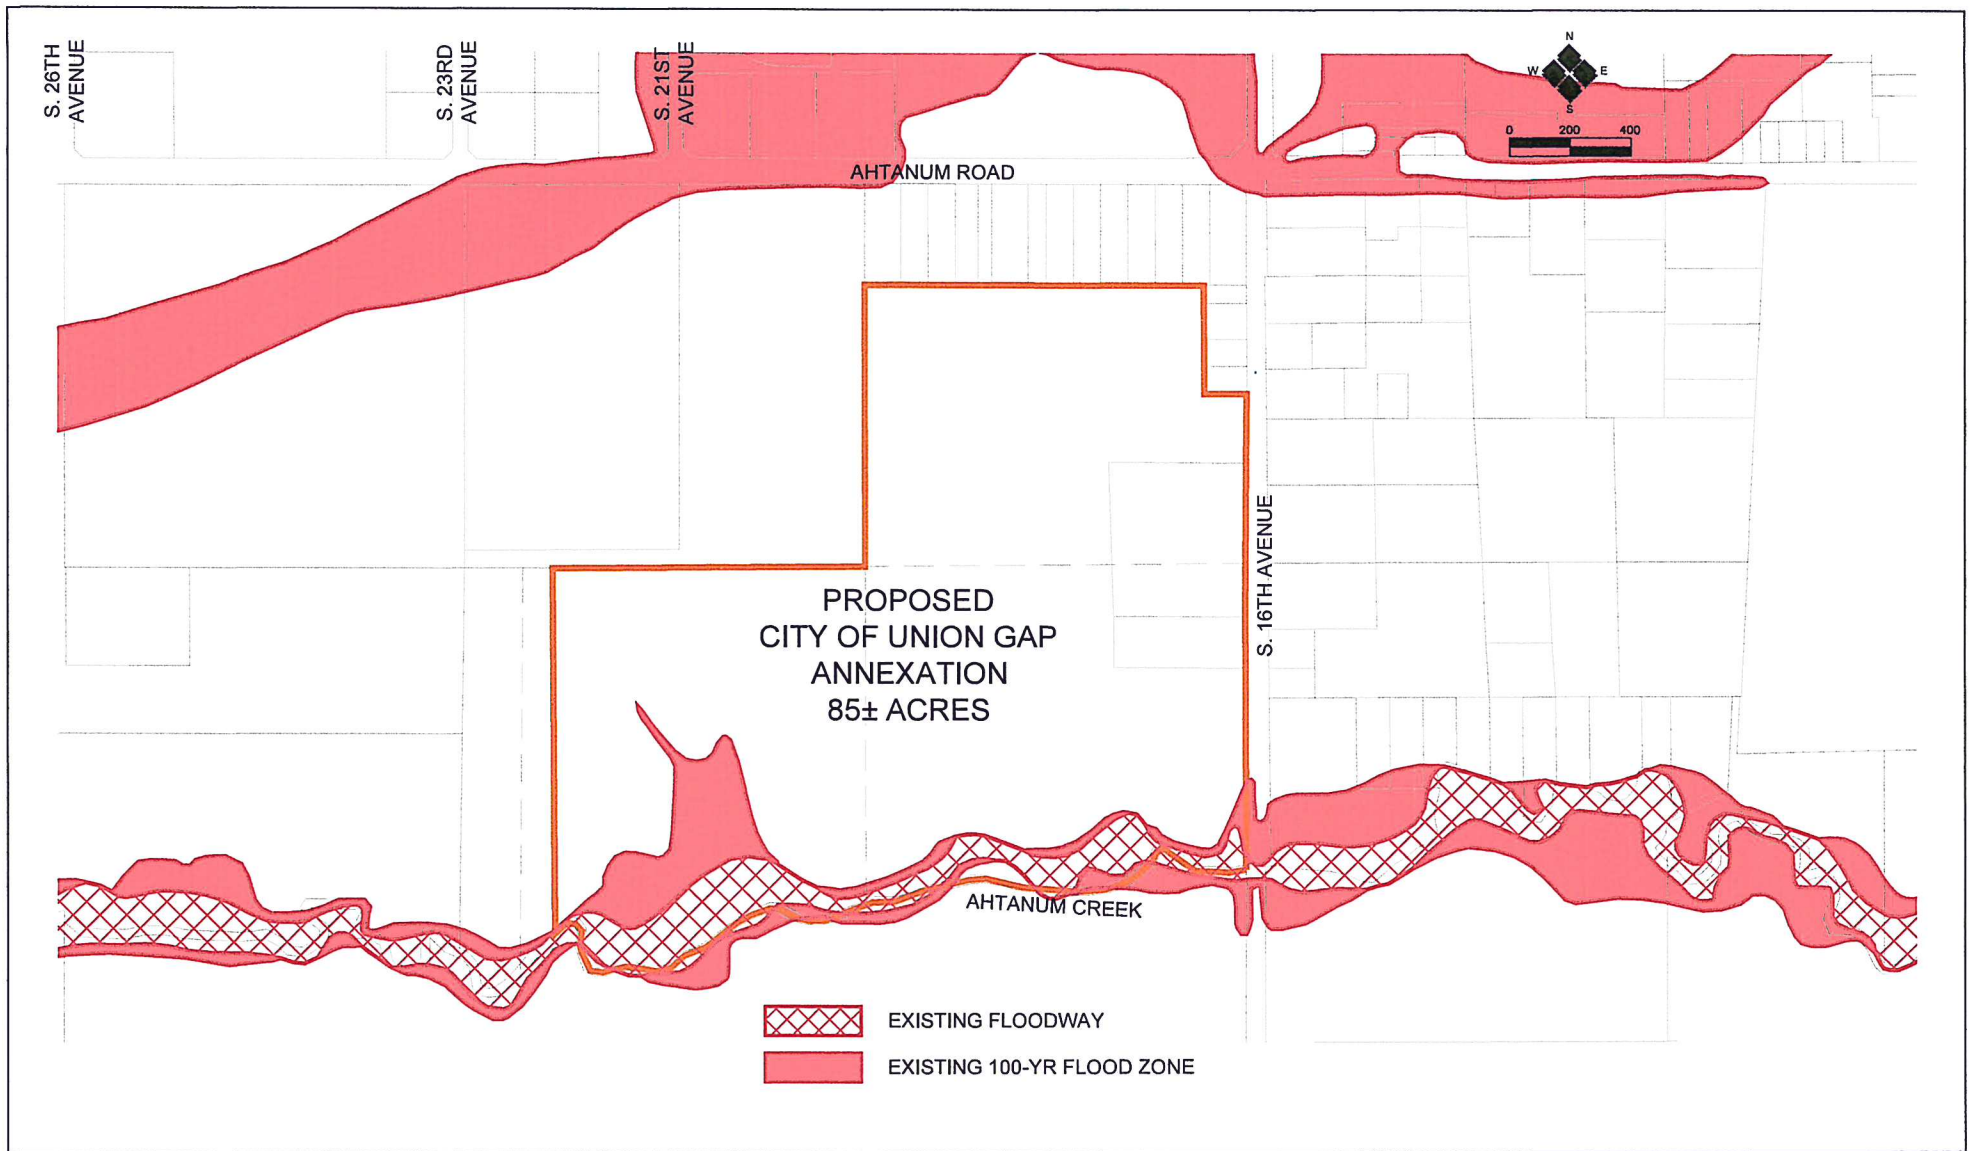 S. 26TH
AVENUE
S. 23RD
AVENUE
S. 21ST
AVENUE
N
W
E
S
0
200
400
AHTANUM ROAD
S. 16TH AVENUE
PROPOSED
CITY OF UNION GAP
ANNEXATION
85± ACRES
AHTANUM CREEK
EXISTING FLOODWAY
EXISTING 100-YR FLOOD ZONE